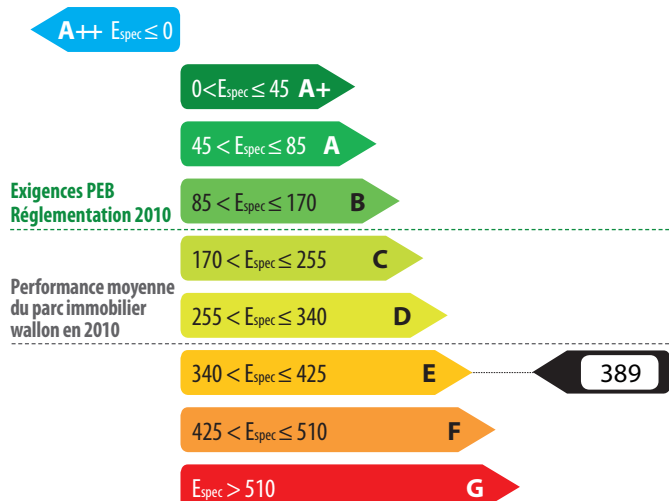 A++ Espec ≤ 0
0<Espec ≤ 45 A+
45 < Espec ≤ 85 A
Exigences PEB
Réglementation 2010
85 < Espec ≤ 170 B
170 < Espec ≤ 255 C
Performance moyenne
du parc immobilier
wallon en 2010
255 < Espec ≤ 340 D
340 < Espec ≤ 425 E
389
425 < Espec ≤ 510 F
Espec > 510 G